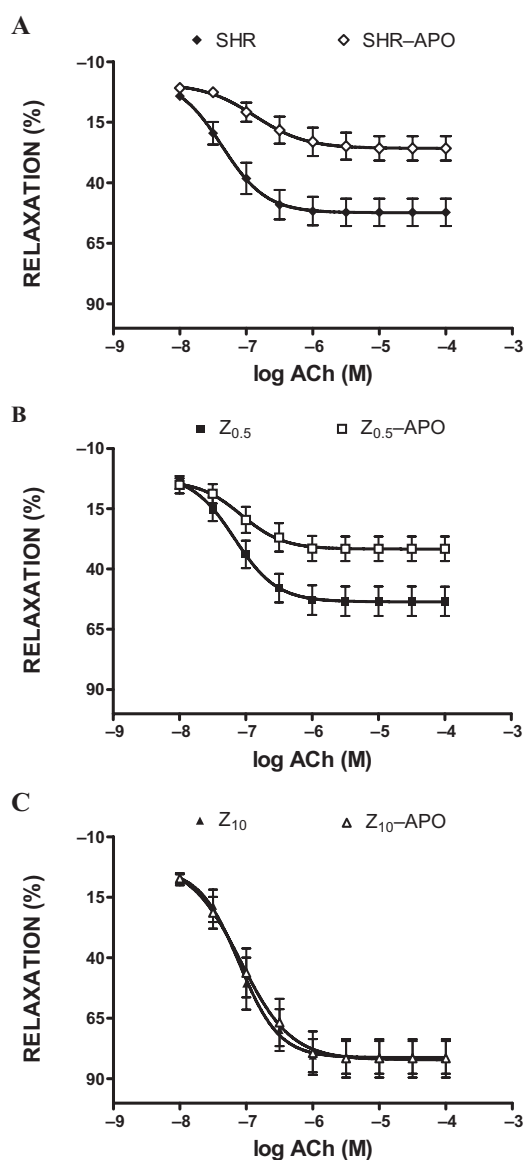 A
SHR SHR–APO
–10
15
40
65
90
RELAXATION (%)
–9 –8 –7 –6 –5 –4 –3
log ACh (M)
B
Z0.5 Z0.5–APO
–10
15
40
65
90
RELAXATION (%)
–9 –8 –7 –6 –5 –4 –3
log ACh (M)
C
Z10 Z10–APO
–10
15
40
65
90
RELAXATION (%)
–9 –8 –7 –6 –5 –4 –3
log ACh (M)